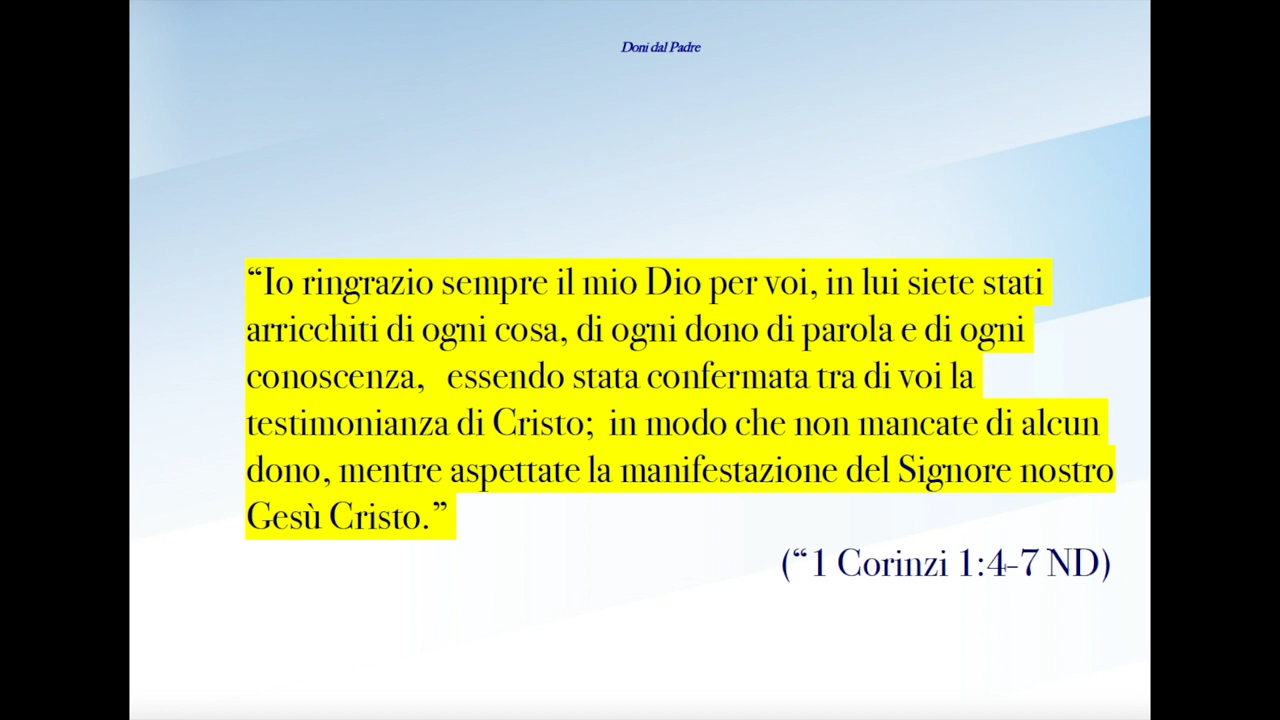 Doni dal Padre
“Io ringrazio sempre il mio Dio per voi, in lui siete stati
arricchiti di ogni cosa, di ogni dono di parola e di ogni
conoscenza,   essendo stata confermata tra di voi la
testimonianza di Cristo;  in modo che non mancate di alcun
dono, mentre aspettate la manifestazione del Signore nostro
Gesù Cristo.”
(“1 Corinzi 1:4-7 ND)